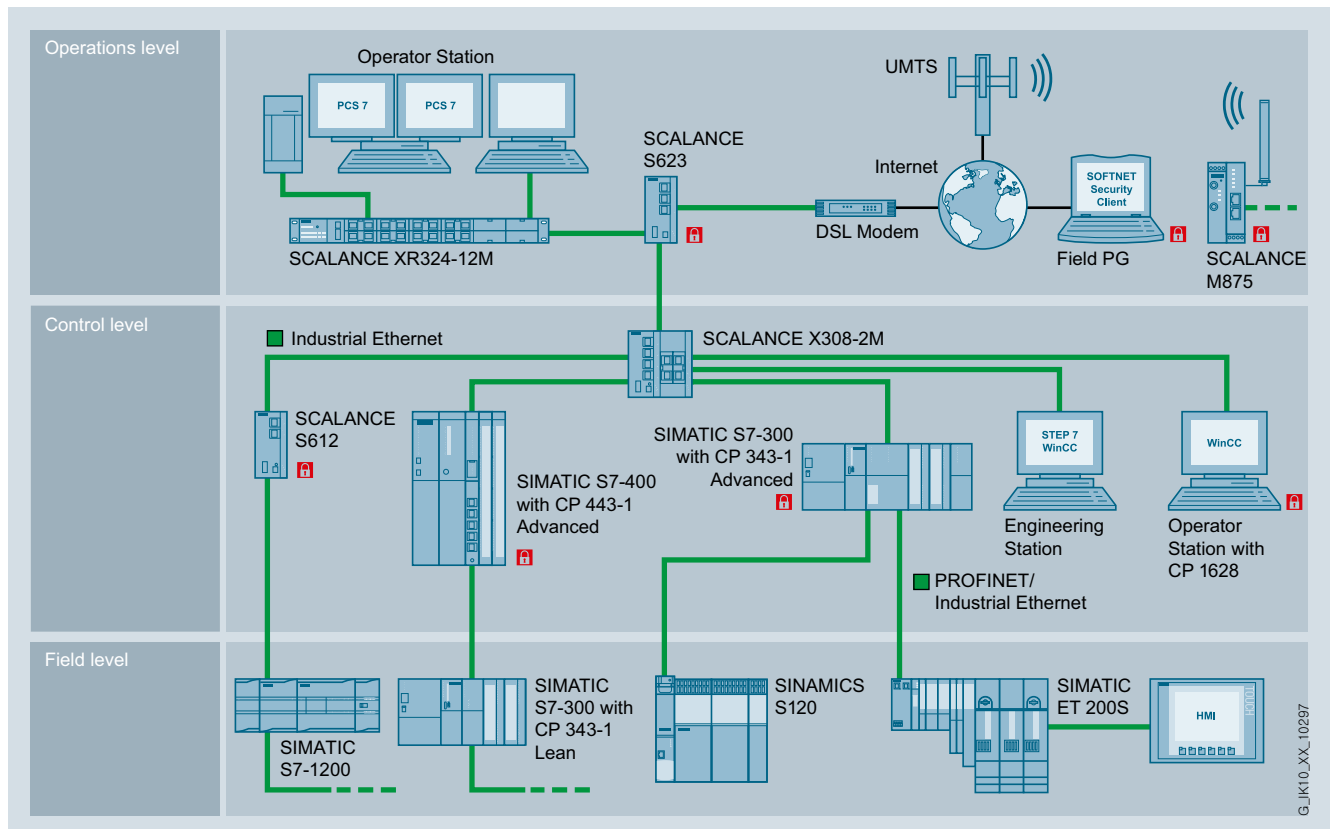 Operations level
Operator Station
PCS 7
PCS 7
SCALANCE
S623
UMTS
Internet
SOFTNET
Security
Client
SCALANCE XR324-12M
DSL Modem
Field PG
SCALANCE
M875
Control level
Industrial Ethernet
SCALANCE X308-2M
SCALANCE
S612
SIMATIC S7-400
with CP 443-1
Advanced
SIMATIC S7-300
with CP 343-1
Advanced
STEP 7
WinCC
WinCC
Engineering
Station
Operator
Station with
CP 1628
PROFINET/
Industrial Ethernet
Field level
SIMATIC
S7-1200
SIMATIC
S7-300 with
CP 343-1
Lean
SINAMICS
S120
SIMATIC
ET 200S
HMI
TOUCH
G_IK10_XX_10297